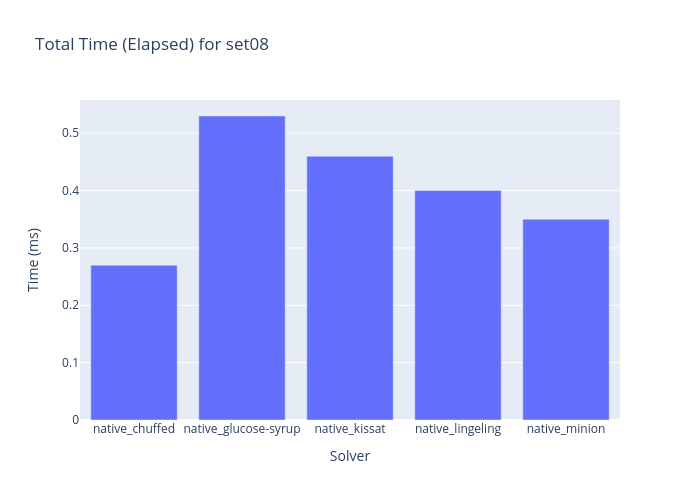 Total Time (Elapsed) for set08
Time (ms)
0.5
0.4
0.3
0.2
0.1
0
native_chuffed native_glucose-syrup native_kissat native_lingeling native_minion
Solver